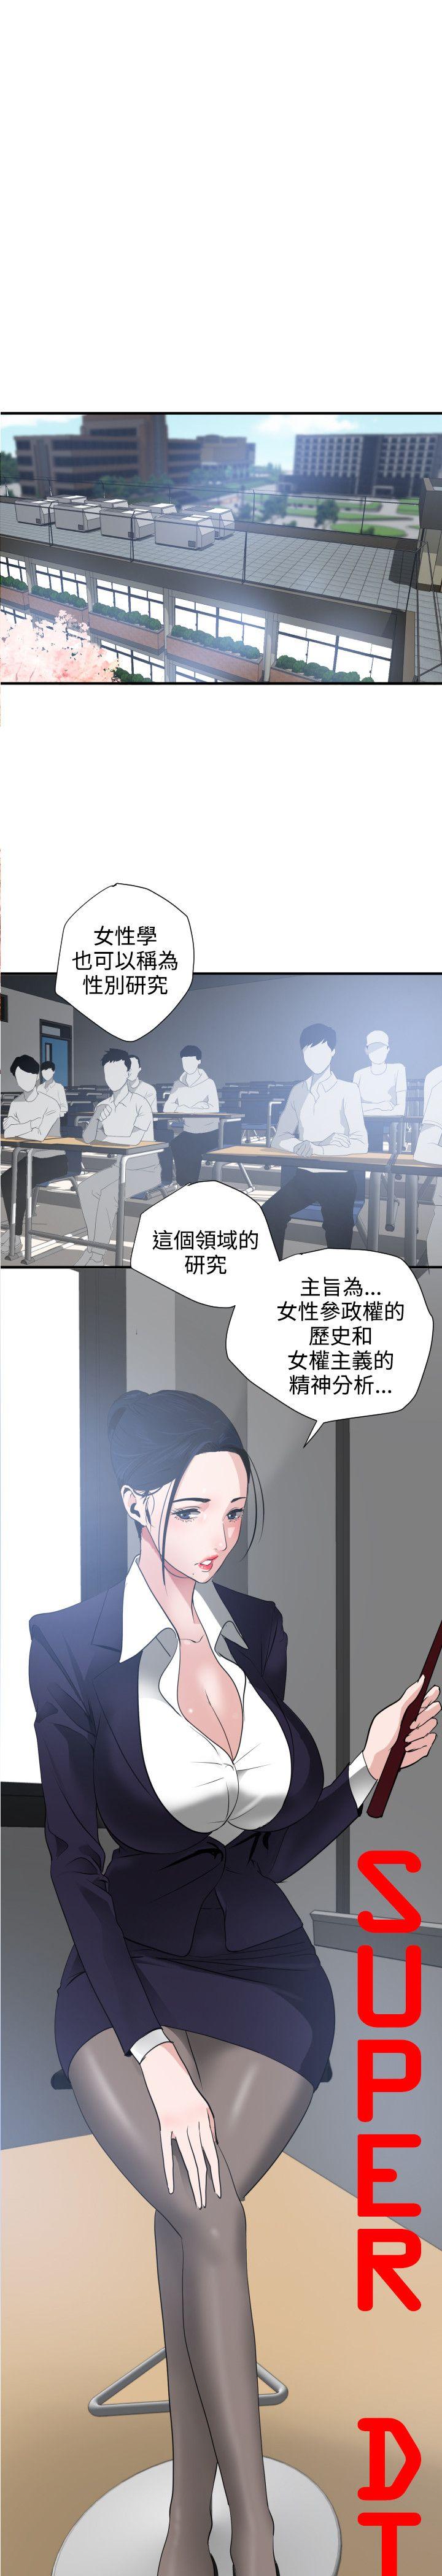 女性學
也可以稱為
性別研究
這個領域的
研究
主旨為...
女性參政權的
歷史和
女權主義的
精神分析...
SUPER DT